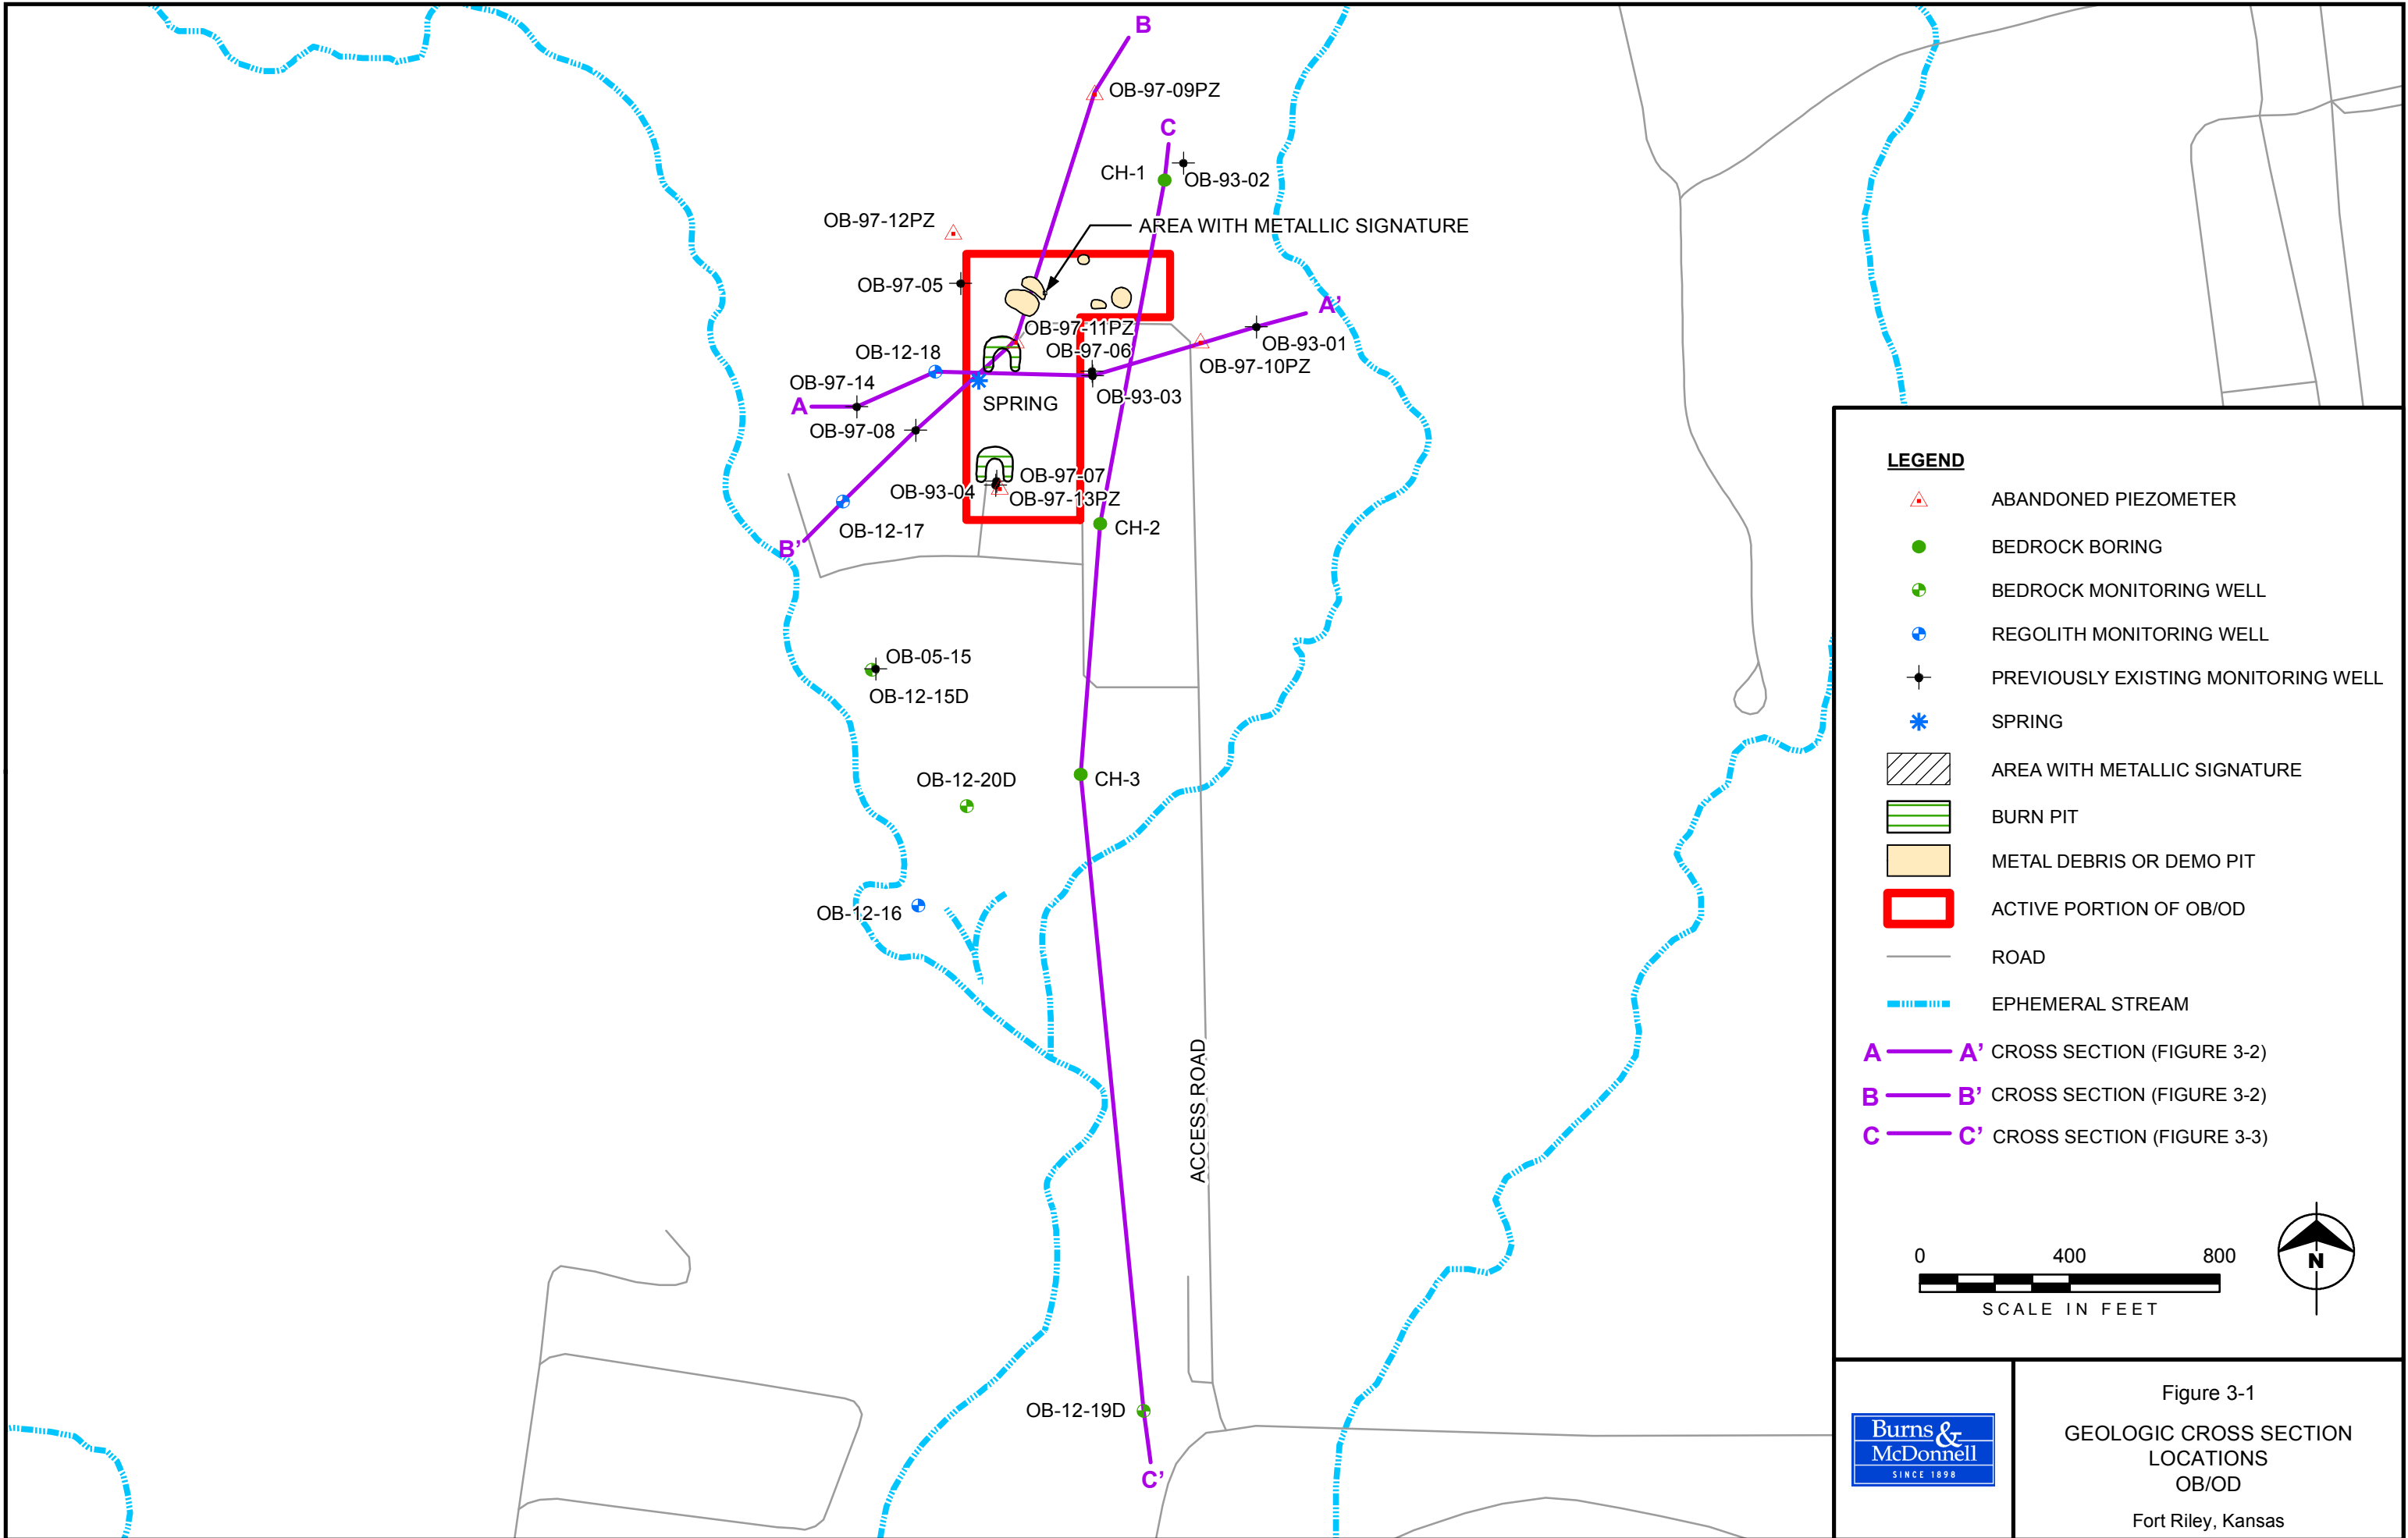 B
OB-97-09PZ
C
CH-1
OB-93-02
OB-97-12PZ
AREA WITH METALLIC SIGNATURE
OB-97-05
A'
OB-97-11PZ
OB-97-06
OB-93-01
OB-12-18
OB-97-10PZ
OB-97-14
OB-93-03
A
SPRING
OB-97-08
OB-97-07
OB-93-04
OB-97-13PZ
OB-12-17
CH-2
B'
OB-05-15
OB-12-15D
OB-12-20D
CH-3
OB-12-16
ACCESS ROAD
OB-12-19D
C'
LEGEND
ABANDONED PIEZOMETER
BEDROCK BORING
BEDROCK MONITORING WELL
REGOLITH MONITORING WELL
PREVIOUSLY EXISTING MONITORING WELL
SPRING
AREA WITH METALLIC SIGNATURE
BURN PIT
METAL DEBRIS OR DEMO PIT
ACTIVE PORTION OF OB/OD
ROAD
EPHEMERAL STREAM
A A' CROSS SECTION (FIGURE 3-2)
B B' CROSS SECTION (FIGURE 3-2)
C C' CROSS SECTION (FIGURE 3-3)
0 400 800
SCALE IN FEET
N
Burns &
McDonnell
SINCE 1898
Figure 3-1
GEOLOGIC CROSS SECTION
LOCATIONS
OB/OD
Fort Riley, Kansas